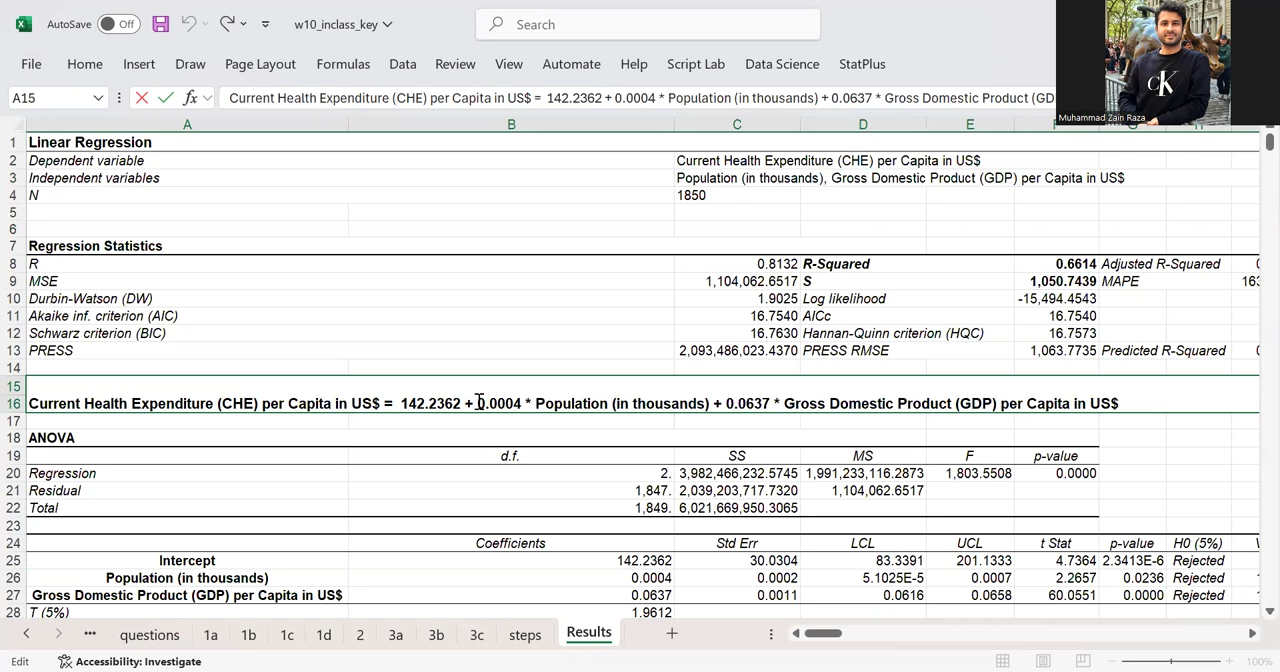 AutoSave Off w10_inclass_key Search
File Home Insert Draw Page Layout Formulas Data Review View Automate Help Script Lab Data Science StatPlus
cK
Muhammad Zain Raza
A15 fx Current Health Expenditure (CHE) per Capita in US$ = 142.2362 + 0.0004 * Population (in thousands) + 0.0637 * Gross Domestic Product (GD
A B C D E
1 Linear Regression
2 Dependent variable Current Health Expenditure (CHE) per Capita in US$
3 Independent variables Population (in thousands), Gross Domestic Product (GDP) per Capita in US$
4 N 1850
5
6
7 Regression Statistics
8 R 0.8132 R-Squared 0.6614 Adjusted R-Squared
9 MSE 1,104,062.6517 S 1,050.7439 MAPE 163
10 Durbin-Watson (DW) 1.9025 Log likelihood -15,494.4543
11 Akaike inf. criterion (AIC) 16.7540 AICc 16.7540
12 Schwarz criterion (BIC) 16.7630 Hannan-Quinn criterion (HQC) 16.7573
13 PRESS 2,093,486,023.4370 PRESS RMSE 1,063.7735 Predicted R-Squared
14
15
16 Current Health Expenditure (CHE) per Capita in US$ = 142.2362 + 0.0004 * Population (in thousands) + 0.0637 * Gross Domestic Product (GDP) per Capita in US$
17
18 ANOVA
19 d.f. SS MS F p-value
20 Regression 2. 3,982,466,232.5745 1,991,233,116.2873 1,803.5508 0.0000
21 Residual 1,847. 2,039,203,717.7320 1,104,062.6517
22 Total 1,849. 6,021,669,950.3065
23
24 Coefficients Std Err LCL UCL t Stat p-value H0 (5%)
25 Intercept 142.2362 30.0304 83.3391 201.1333 4.7364 2.3413E-6 Rejected
26 Population (in thousands) 0.0004 0.0002 5.1025E-5 0.0007 2.2657 0.0236 Rejected
27 Gross Domestic Product (GDP) per Capita in US$ 0.0637 0.0011 0.0616 0.0658 60.0551 0.0000 Rejected
28 T (5%) 1.9612
questions 1a 1b 1c 1d 2 3a 3b 3c steps Results
Edit Accessibility: Investigate 100%